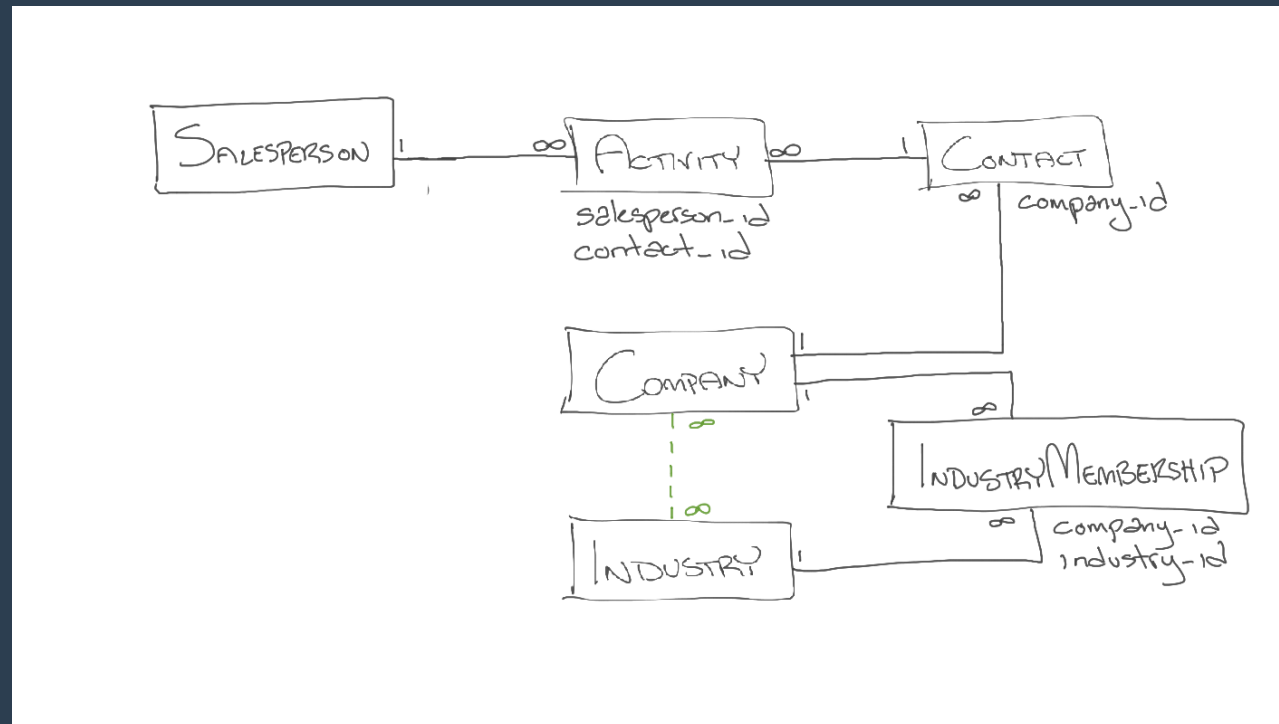 SALESPERSON
1
∞
ACTIVITY
∞
1
CONTACT
salesperson_id
contact_id
∞
company_id
COMPANY
1
1
∞
∞
INDUSTRYMEMBERSHIP
∞
INDUSTRY
1
∞
company_id
industry_id